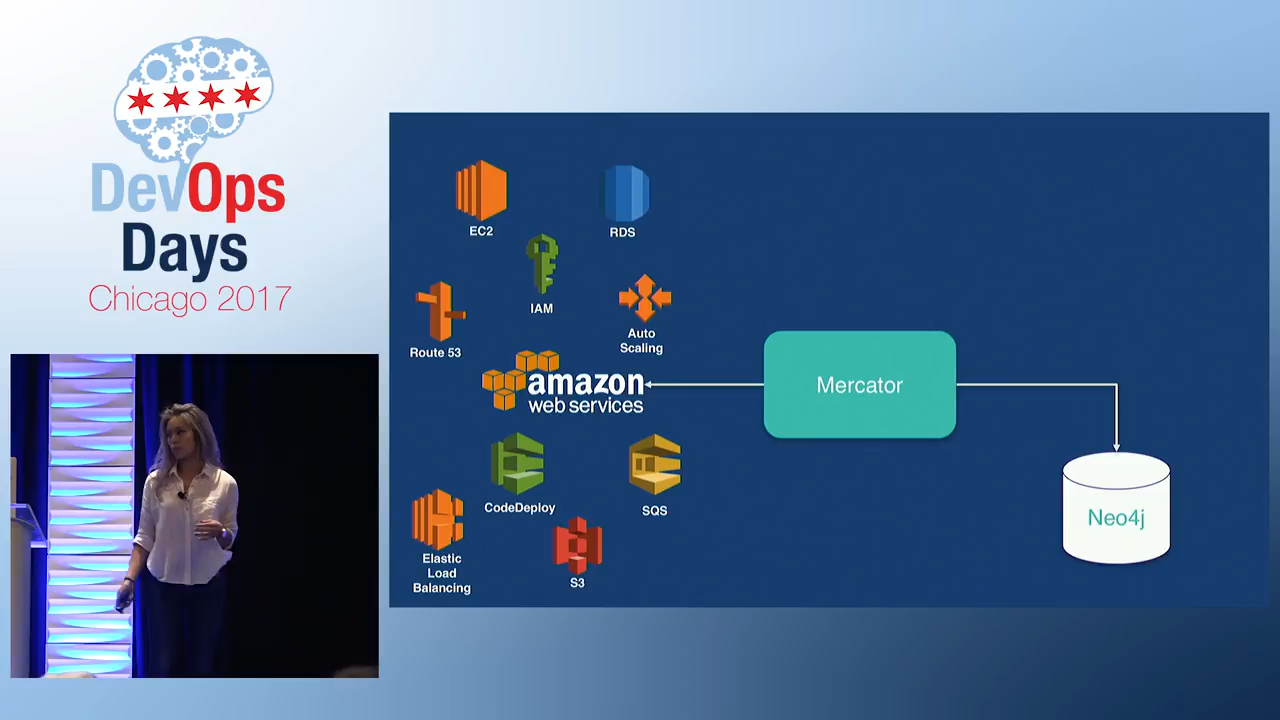 DevOps
Days
Chicago 2017
EC2
RDS
IAM
Route 53
Auto
Scaling
amazon
web services
Mercator
CodeDeploy
SQS
Neo4j
Elastic
Load
Balancing
S3